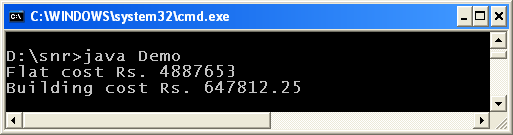 C:\WINDOWS\system32\cmd.exe
D:\snr>java Demo
Flat cost Rs. 4887653
Building cost Rs. 647812.25